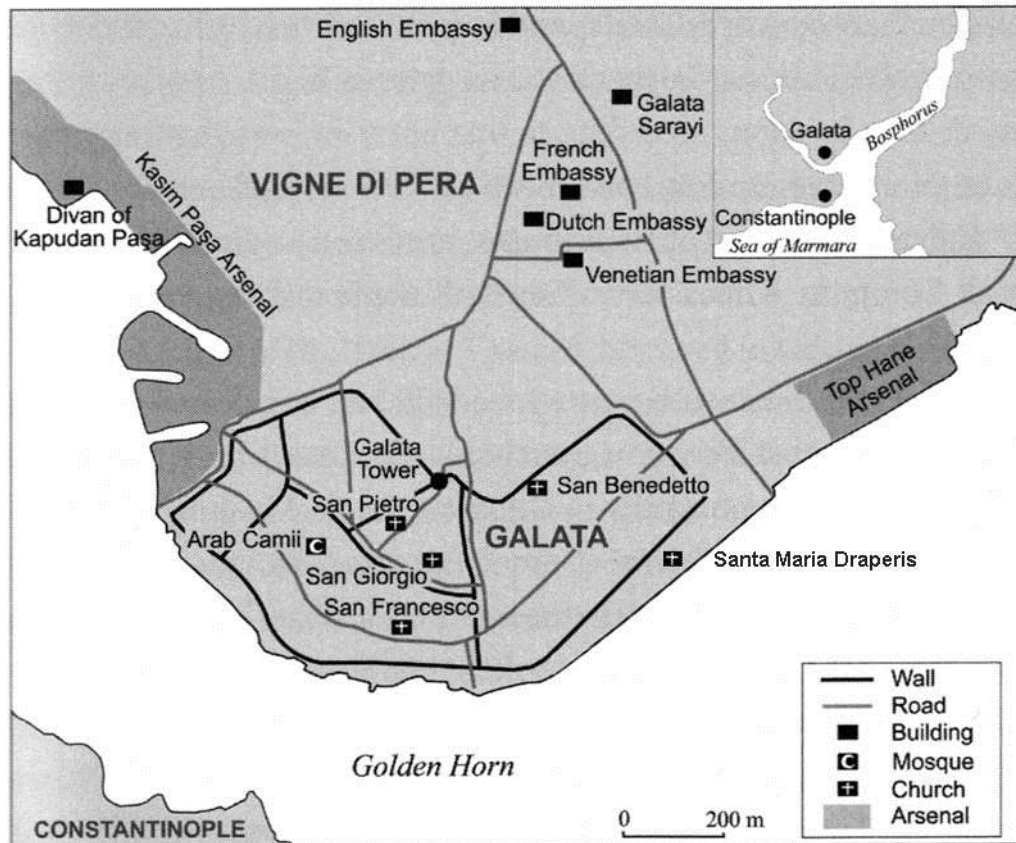 English Embassy
Galata
Sarayi
French
Embassy
Dutch Embassy
Venetian Embassy
VIGNE DI PERA
Kasim Paşa Arsenal
Divan of
Kapudan Paşa
Galata
Bosphorus
Constantinople
Sea of Marmara
Top Hane
Arsenal
Galata
Tower
San Pietro
San Benedetto
Arab Camii
C
GALATA
San Giorgio
Santa Maria Draperis
San Francesco
Golden Horn
CONSTANTINOPLE
0 200 m
Wall
Road
Building
C Mosque
Church
Arsenal